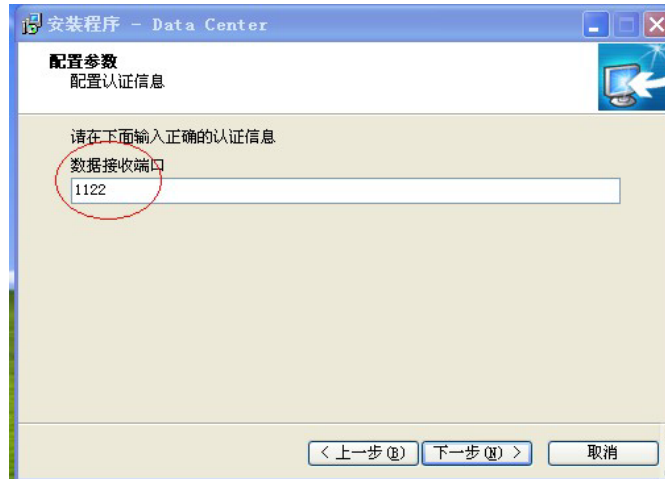 安装程序 - Data Center
配置参数
配置认证信息
请在下面输入正确的认证信息
数据接收端口
1122
< 上一步(B) 下一步(N) > 取消